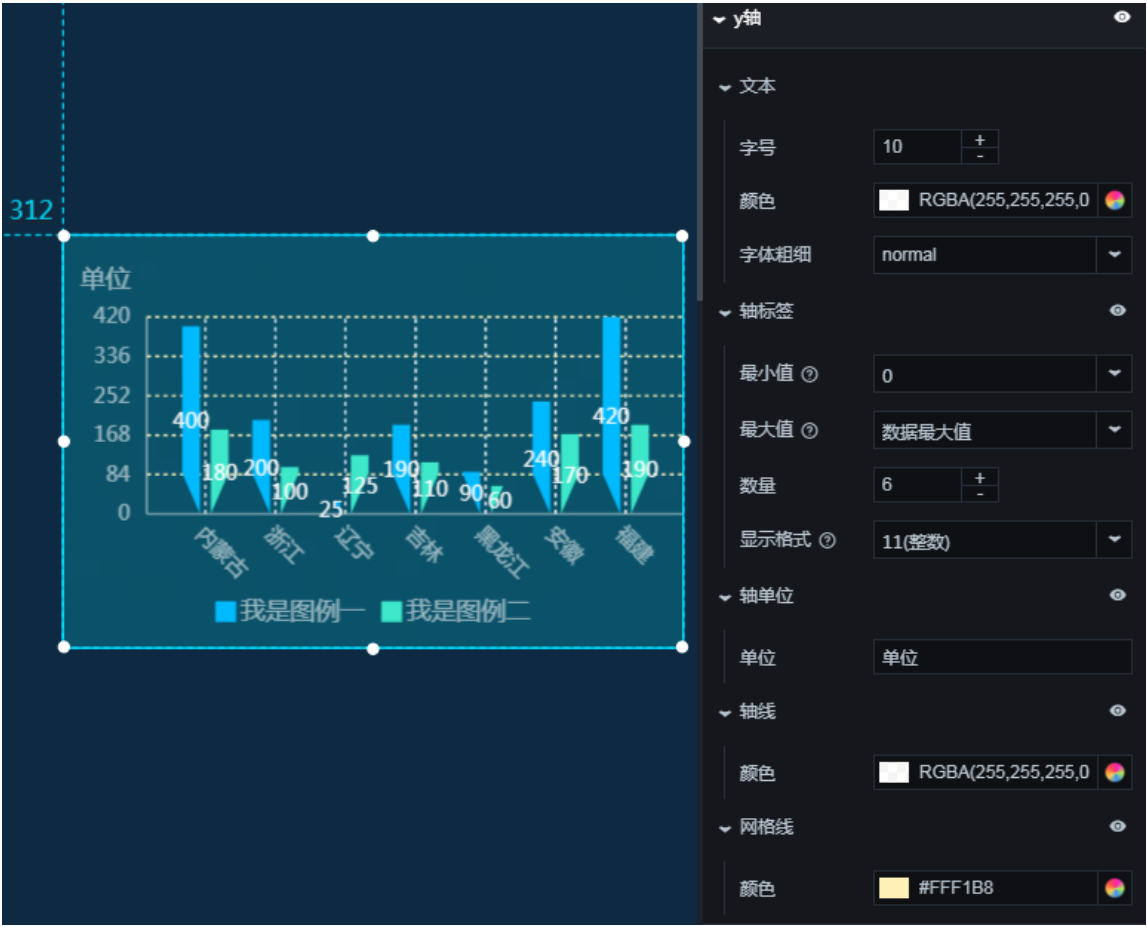 312
单位
420
336
252
168
84
0
400
180
200
100
25
125
190
110
90
60
240
170
420
190
内蒙古
浙江
辽宁
吉林
黑龙江
安徽
福建
我是图例一 我是图例二
y轴
文本
字号 10 + -
颜色 RGBA(255,255,255,0
字体粗细 normal
轴标签
最小值 ? 0
最大值 ? 数据最大值
数量 6 + -
显示格式 ? 11(整数)
轴单位
单位 单位
轴线
颜色 RGBA(255,255,255,0
网格线
颜色 #FFF1B8